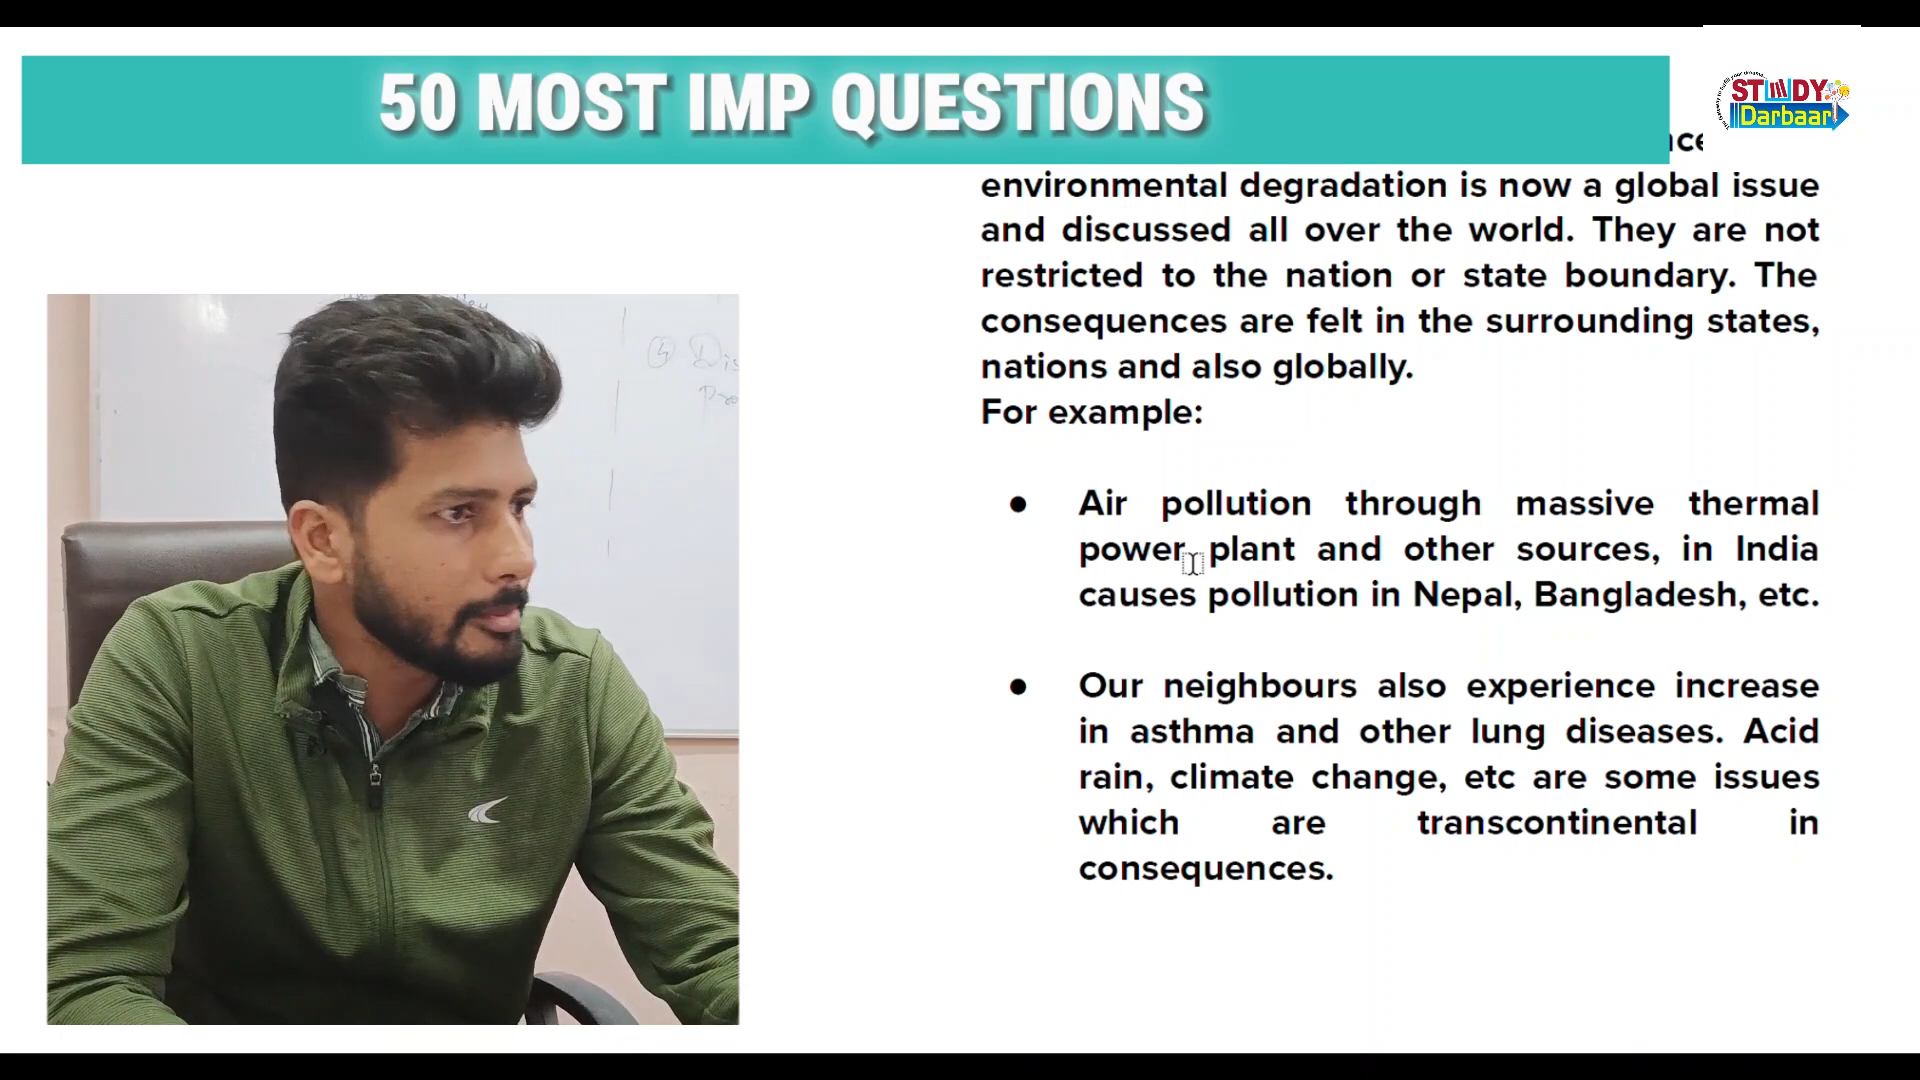 50 MOST IMP QUESTIONS
STUDY
Darbaar
environmental degradation is now a global issue
and discussed all over the world. They are not
restricted to the nation or state boundary. The
consequences are felt in the surrounding states,
nations and also globally.
For example:
● Air pollution through massive thermal
power plant and other sources, in India
causes pollution in Nepal, Bangladesh, etc.
● Our neighbours also experience increase
in asthma and other lung diseases. Acid
rain, climate change, etc are some issues
which are transcontinental in
consequences.